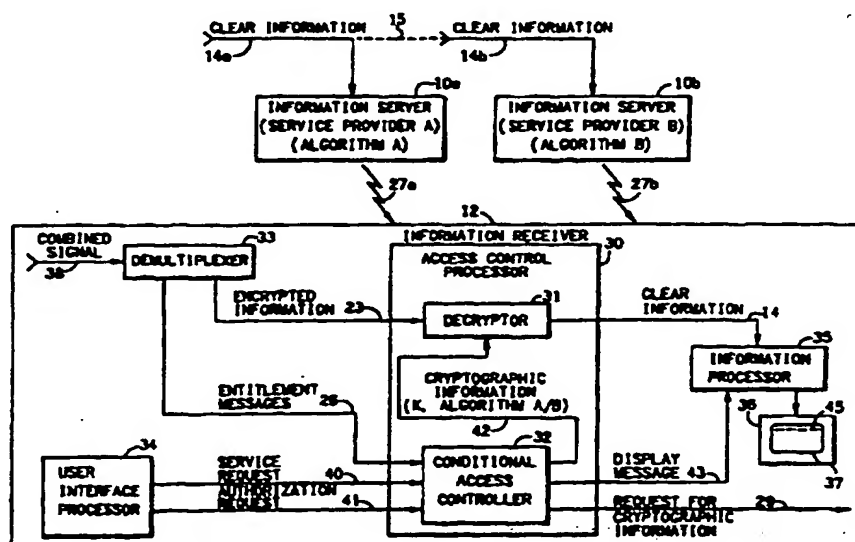 CLEAR INFORMATION
15
CLEAR INFORMATION
14a
14b
10a
10b
INFORMATION SERVER
(SERVICE PROVIDER A)
(ALGORITHM A)
INFORMATION SERVER
(SERVICE PROVIDER B)
(ALGORITHM B)
27a
27b
12
INFORMATION RECEIVER
COMBINED
SIGNAL
38
33
DEMULTIPLEXER
30
ACCESS CONTROL
PROCESSOR
ENCRYPTED
INFORMATION
23
31
DECRYPTOR
CLEAR
INFORMATION
14
35
INFORMATION
PROCESSOR
CRYPTOGRAPHIC
INFORMATION
(K, ALGORITHM A/B)
42
ENTITLEMENT
MESSAGES
36
45
37
34
USER
INTERFACE
PROCESSOR
SERVICE
REQUEST
40
AUTHORIZATION
REQUEST
41
32
CONDITIONAL
ACCESS
CONTROLLER
DISPLAY
MESSAGE
43
REQUEST FOR
CRYPTOGRAPHIC
INFORMATION